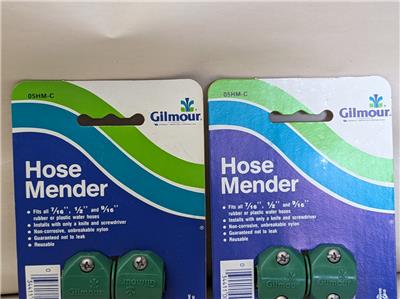 05HM-C
Gilmour
Hose
Mender
• Fits all 7/16", 1/2" and 9/16"
rubber or plastic water hoses
• Installs with only a knife and screwdriver
• Non-corrosive, unbreakable nylon
• Guaranteed not to leak
• Reusable
Gilmour
05HM-C
Gilmour
Hose
Mender
• Fits all 7/16", 1/2" and 9/16"
rubber or plastic water hoses
• Installs with only a knife and screwdriver
• Non-corrosive, unbreakable nylon
• Guaranteed not to leak
• Reusable